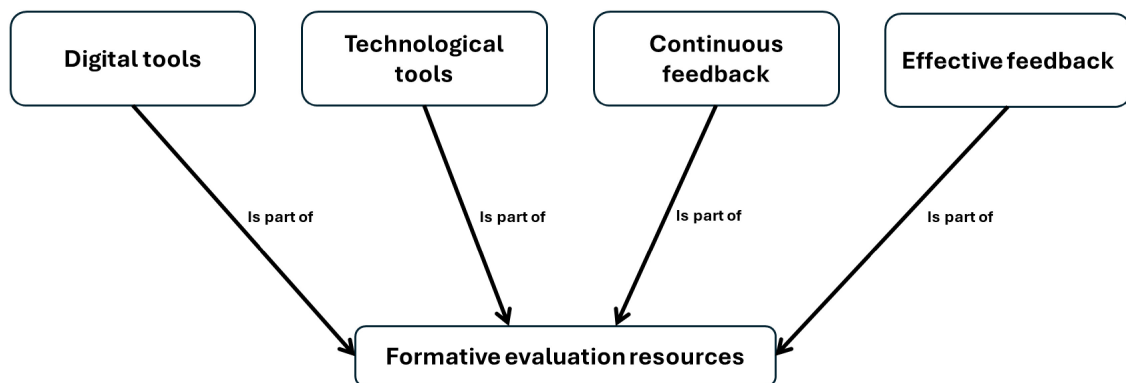 Digital tools
Technological
tools
Continuous
feedback
Effective feedback
Is part of
Is part of
Is part of
Is part of
Formative evaluation resources